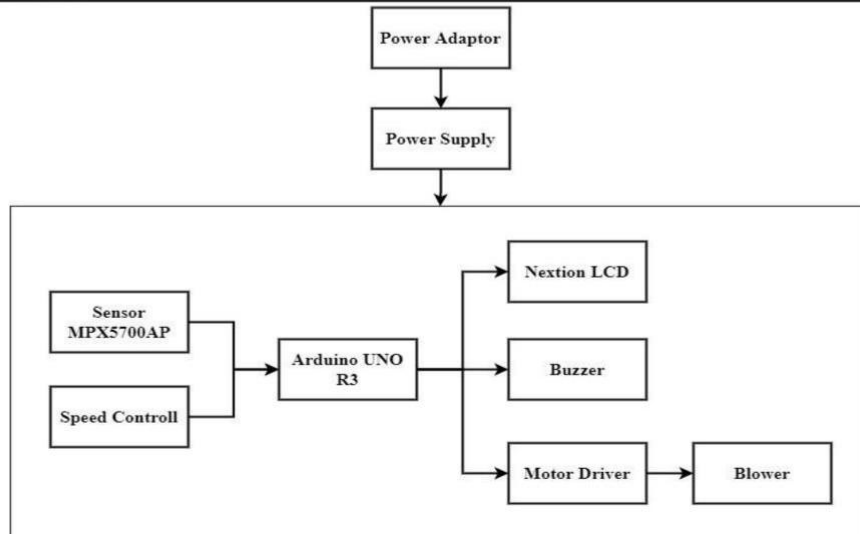 Power Adaptor
Power Supply
Nextion LCD
Sensor
MPX5700AP
Arduino UNO
R3
Buzzer
Speed Controll
Motor Driver
Blower